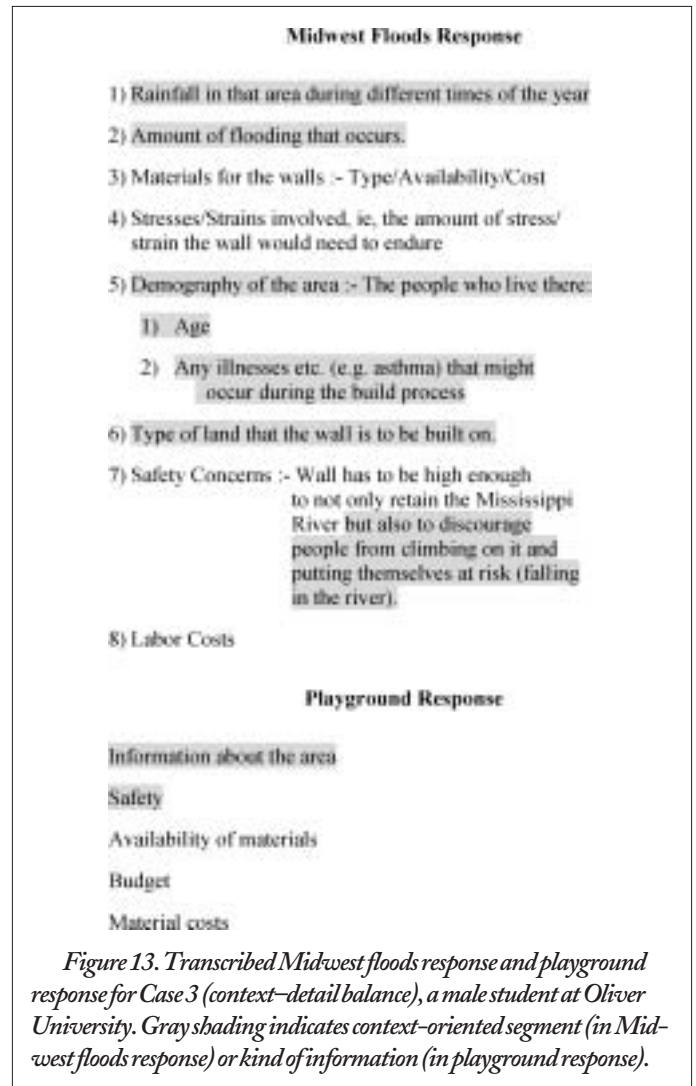 Midwest Floods Response
1) Rainfall in that area during different times of the year
2) Amount of flooding that occurs.
3) Materials for the walls :- Type/Availability/Cost
4) Stresses/Strains involved, ie, the amount of stress/
strain the wall would need to endure
5) Demography of the area :- The people who live there:
1) Age
2) Any illnesses etc. (e.g. asthma) that might
occur during the build process
6) Type of land that the wall is to be built on.
7) Safety Concerns :- Wall has to be high enough
to not only retain the Mississippi
River but also to discourage
people from climbing on it and
putting themselves at risk (falling
in the river).
8) Labor Costs
Playground Response
Information about the area
Safety
Availability of materials
Budget
Material costs
Figure 13. Transcribed Midwest floods response and playground
response for Case 3 (context–detail balance), a male student at Oliver
University. Gray shading indicates context-oriented segment (in Mid-
west floods response) or kind of information (in playground response).